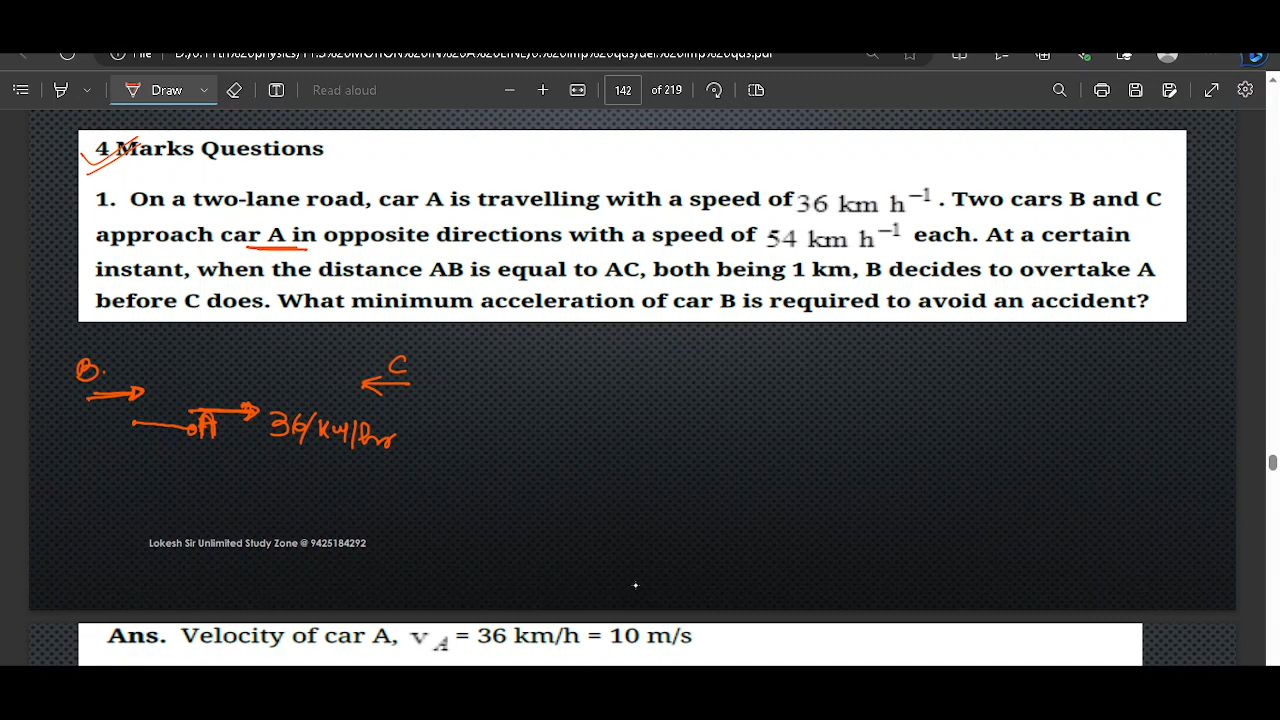 Draw
Read aloud
142
of 219
4 Marks Questions
1. On a two-lane road, car A is travelling with a speed of 36 km h⁻¹. Two cars B and C
approach car A in opposite directions with a speed of 54 km h⁻¹ each. At a certain
instant, when the distance AB is equal to AC, both being 1 km, B decides to overtake A
before C does. What minimum acceleration of car B is required to avoid an accident?
B.
C
A
36/km/hr
Lokesh Sir Unlimited Study Zone @ 9425184292
Ans. Velocity of car A, v_A = 36 km/h = 10 m/s